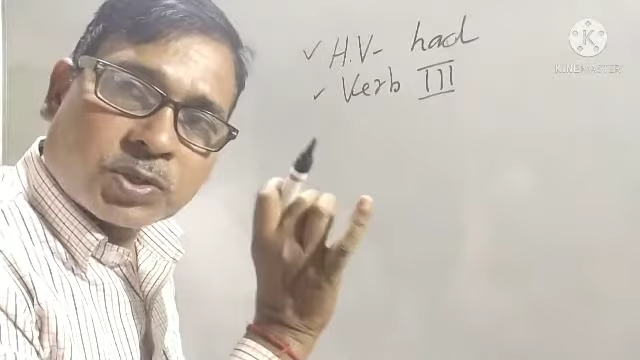 ✓ H.V- had
✓ Verb III
KINEMASTER